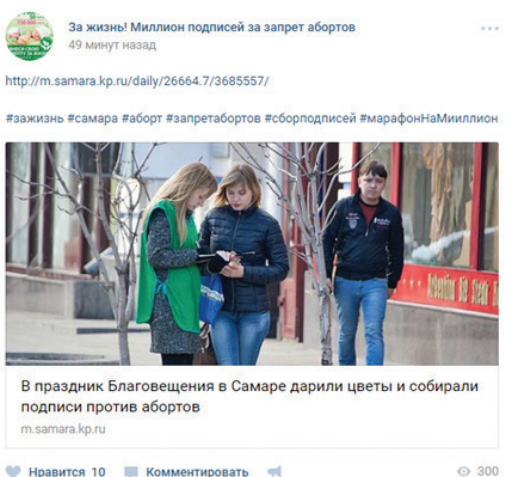 За жизнь! Миллион подписей за запрет абортов
49 минут назад
http://m.samara.kp.ru/daily/26664.7/3685557/
#зажизнь #самара #аборт #запретабортов #сборподписей #марафонНаМииллион
В праздник Благовещения в Самаре дарили цветы и собирали
подписи против абортов
m.samara.kp.ru
Нравится 10 Комментировать 300